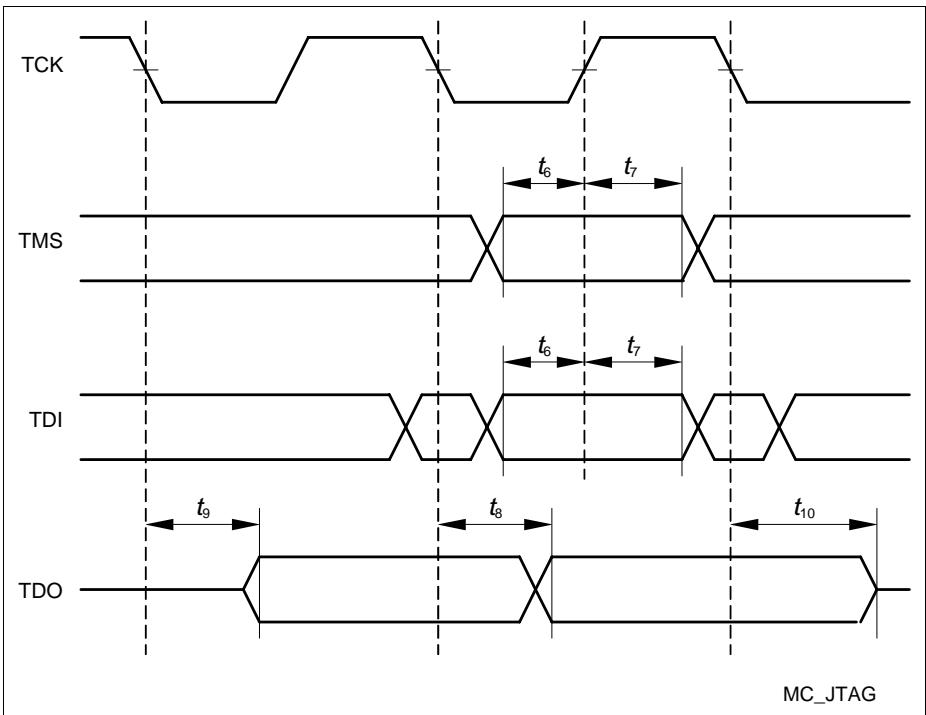 TCK
t6 t7
TMS
t6 t7
TDI
t9 t8 t10
TDO
MC_JTAG